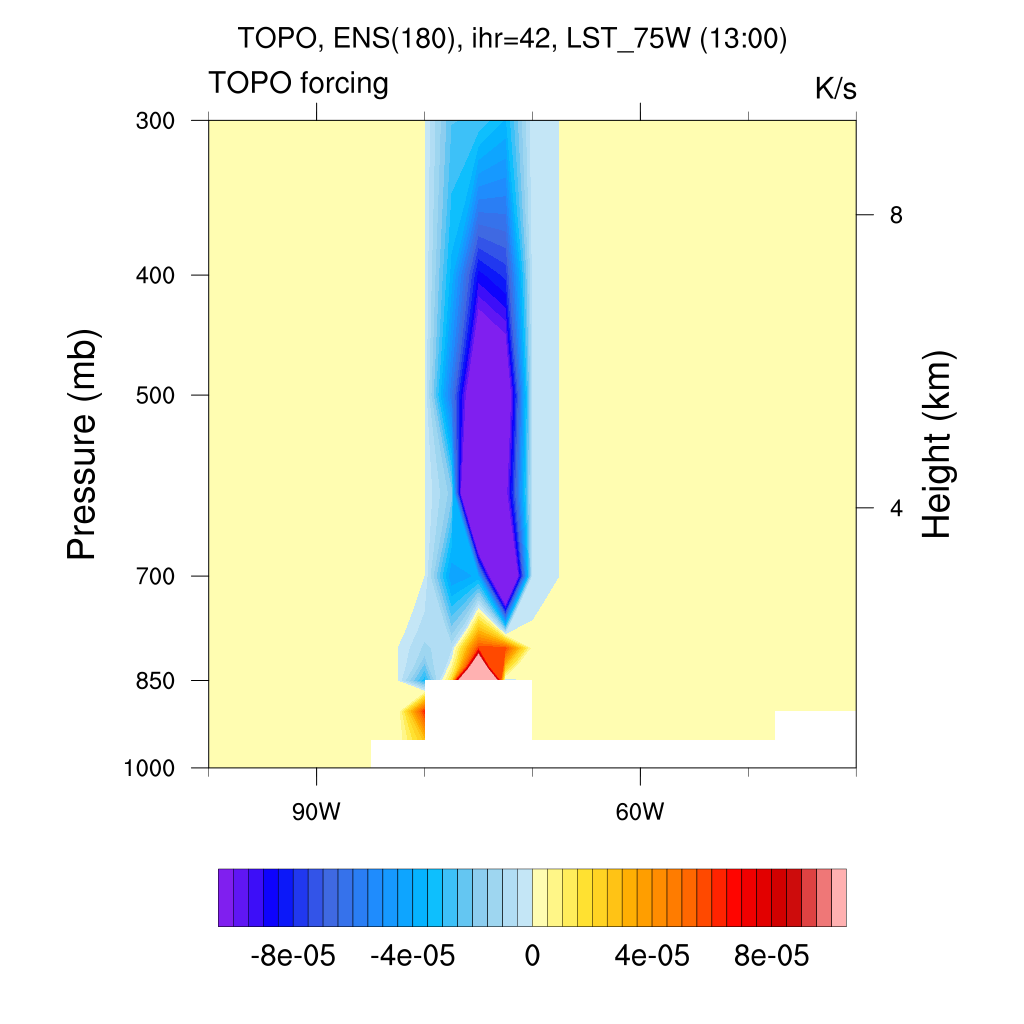 TOPO, ENS(180), ihr=42, LST_75W (13:00)
TOPO forcing
K/s
300
400
500
700
850
1000
Pressure (mb)
8
4
Height (km)
90W
60W
-8e-05
-4e-05
0
4e-05
8e-05